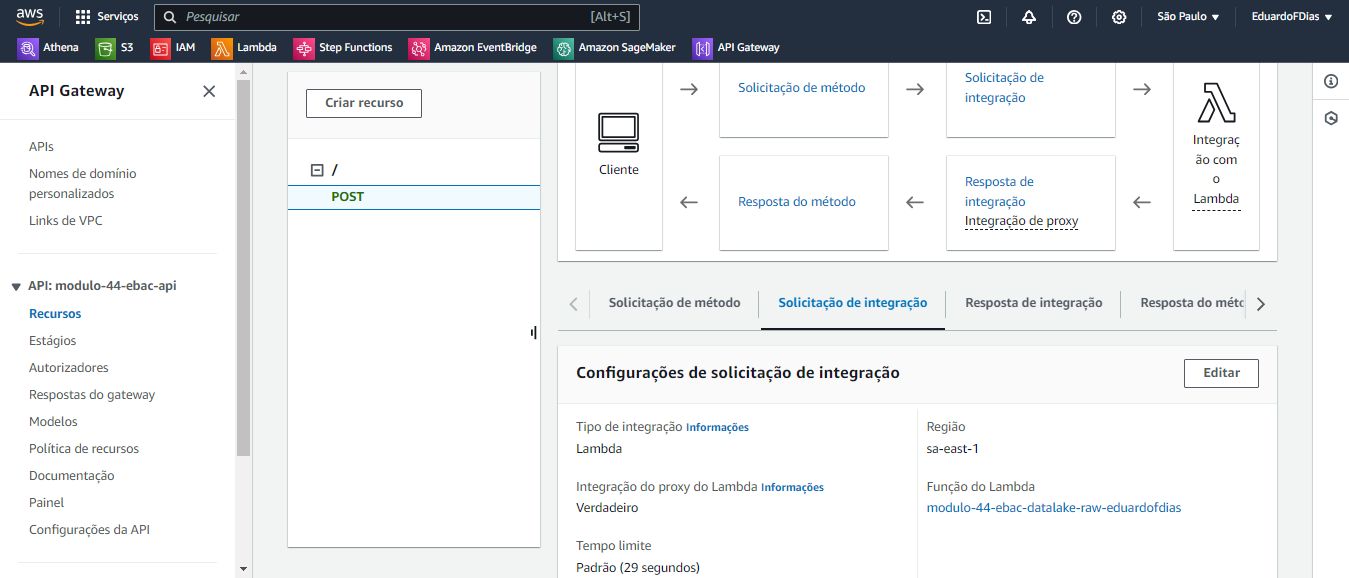 aws
Serviços
Pesquisar
[Alt+S]
São Paulo
EduardoFDias
Athena
S3
IAM
Lambda
Step Functions
Amazon EventBridge
Amazon SageMaker
API Gateway
API Gateway
APIs
Nomes de domínio
personalizados
Links de VPC
API: modulo-44-ebac-api
Recursos
Estágios
Autorizadores
Respostas do gateway
Modelos
Política de recursos
Documentação
Painel
Configurações da API
Criar recurso
/
POST
Cliente
Solicitação de método
Solicitação de
integração
Integraç
ão com
o
Lambda
Resposta do método
Resposta de
integração
Integração de proxy
Solicitação de método
Solicitação de integração
Resposta de integração
Resposta do méto
Configurações de solicitação de integração
Editar
Tipo de integração Informações
Lambda
Integração do proxy do Lambda Informações
Verdadeiro
Tempo limite
Padrão (29 segundos)
Região
sa-east-1
Função do Lambda
modulo-44-ebac-datalake-raw-eduardofdias